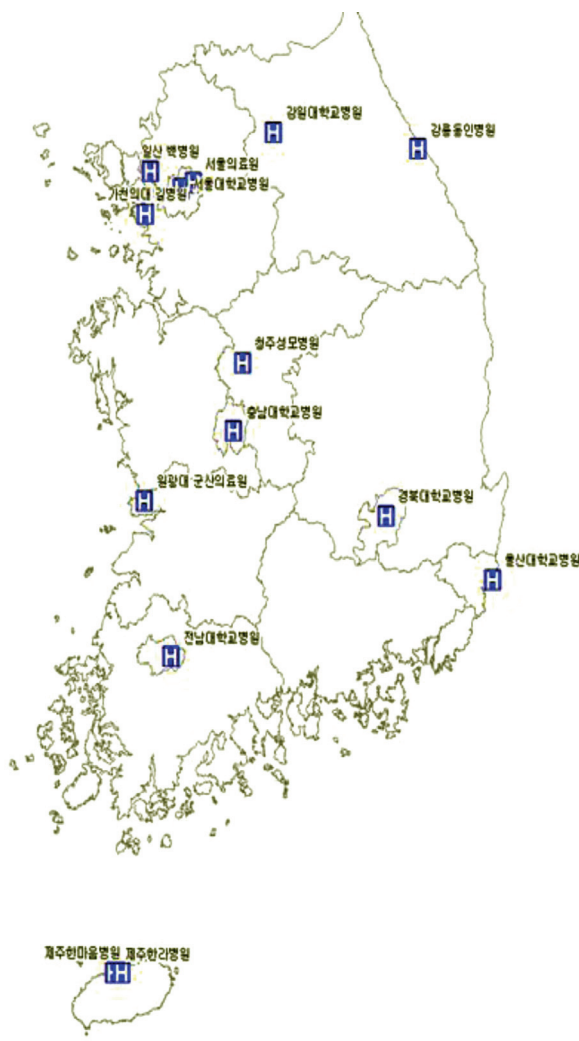 강원대학교병원
강릉동인병원
일산 백병원
서울의료원
서울대학교병원
가천의대 길병원
청주성모병원
충남대학교병원
원광대 군산의료원
경북대학교병원
울산대학교병원
전남대학교병원
제주한마음병원 제주한라병원